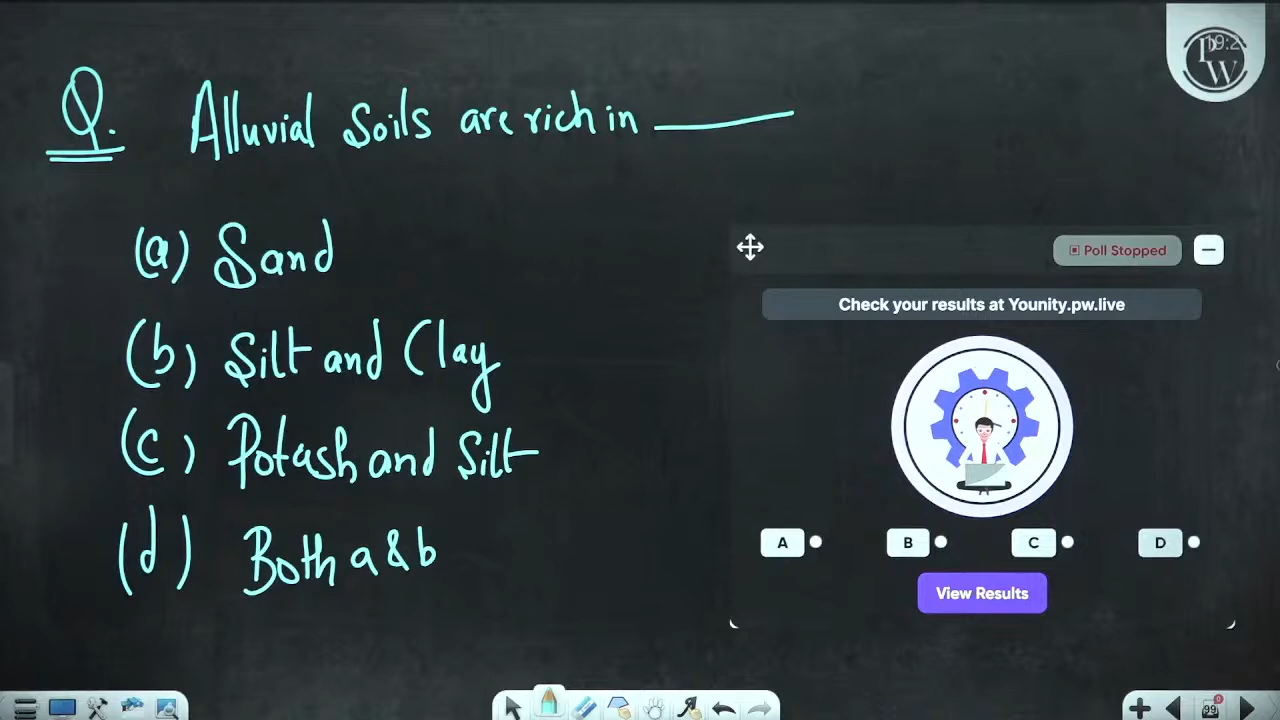 Q. Alluvial Soils are rich in ______
(a) Sand
(b) Silt and Clay
(c) Potash and Silt
(d) Both a & b
Poll Stopped
Check your results at Younity.pw.live
A B C D
View Results